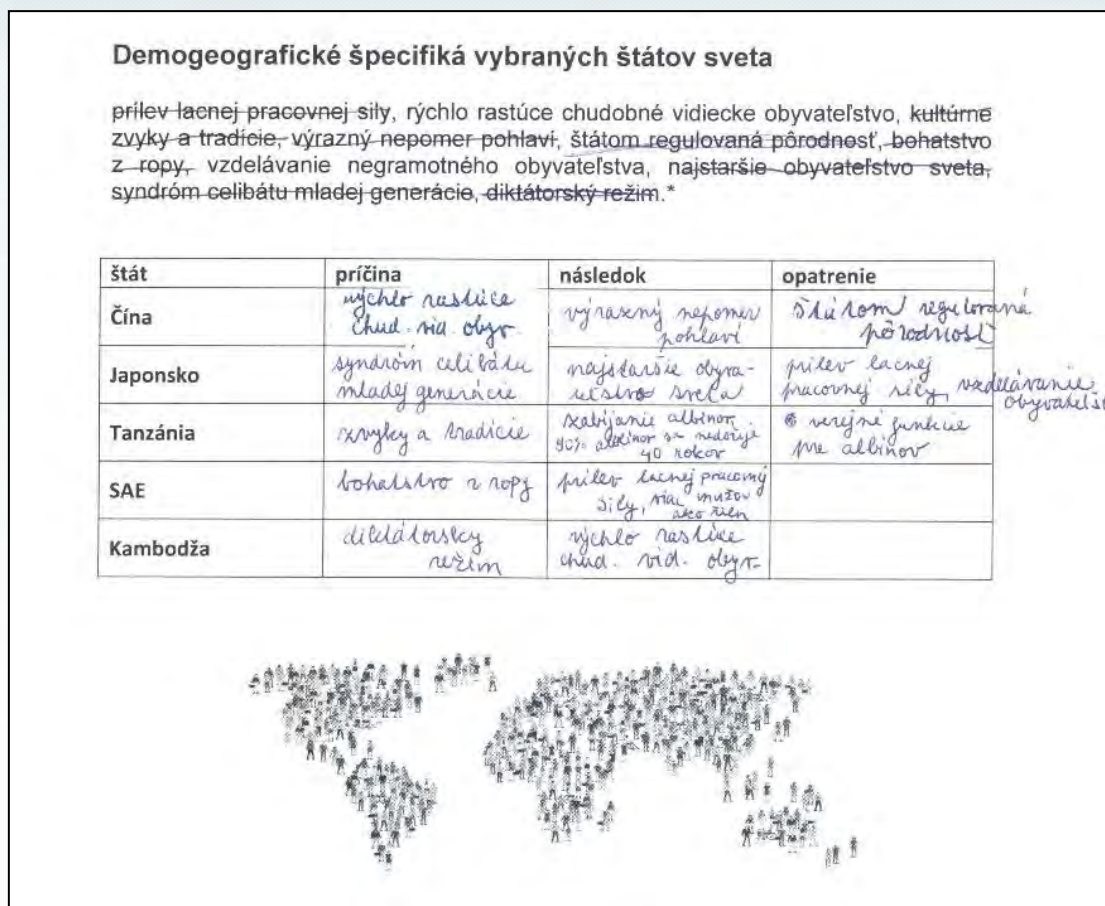 Demogeografické špecifiká vybraných štátov sveta
prílev lacnej pracovnej sily, rýchlo rastúce chudobné vidiecke obyvateľstvo, kultúrne
zvyky a tradície, výrazný nepomer pohlaví, štátom regulovaná pôrodnosť, bohatstvo
z ropy, vzdelávanie negramotného obyvateľstva, najstaršie obyvateľstvo sveta,
syndróm celibátu mladej generácie, diktátorský režim.*
štát príčina následok opatrenie
Čína
rýchlo rastúce
chud. vid. obyv.
výrazný nepomer
pohlaví
štátom regulovaná
pôrodnosť
Japonsko
syndróm celibátu
mladej generácie
najstaršie obyva-
teľstvo sveta
prílev lacnej
pracovnej sily, vzdelávanie
obyvateľst
Tanzánia
zvyky a tradície
zabíjanie albínov
90% albínov sa nedožije
40 rokov
verejné funkcie
pre albínov
SAE
bohatstvo z ropy
prílev lacnej pracovnej
sily, viac mužov
ako žien
Kambodža
diktátorsky
režim
rýchlo rastúce
chud. vid. obyv.